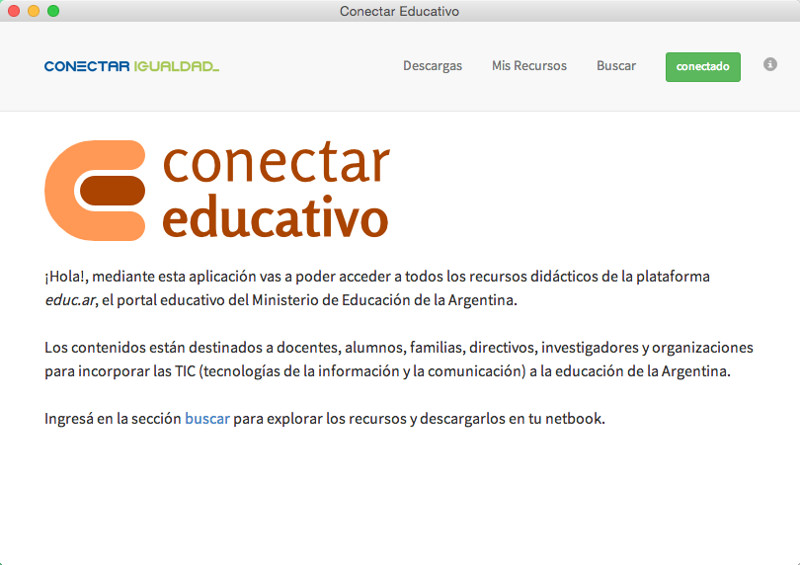 Conectar Educativo
CONECTAR IGUALDAD_
Descargas
Mis Recursos
Buscar
conectado
conectar
educativo
¡Hola!, mediante esta aplicación vas a poder acceder a todos los recursos didácticos de la plataforma
educ.ar, el portal educativo del Ministerio de Educación de la Argentina.
Los contenidos están destinados a docentes, alumnos, familias, directivos, investigadores y organizaciones
para incorporar las TIC (tecnologías de la información y la comunicación) a la educación de la Argentina.
Ingresá en la sección buscar para explorar los recursos y descargarlos en tu netbook.